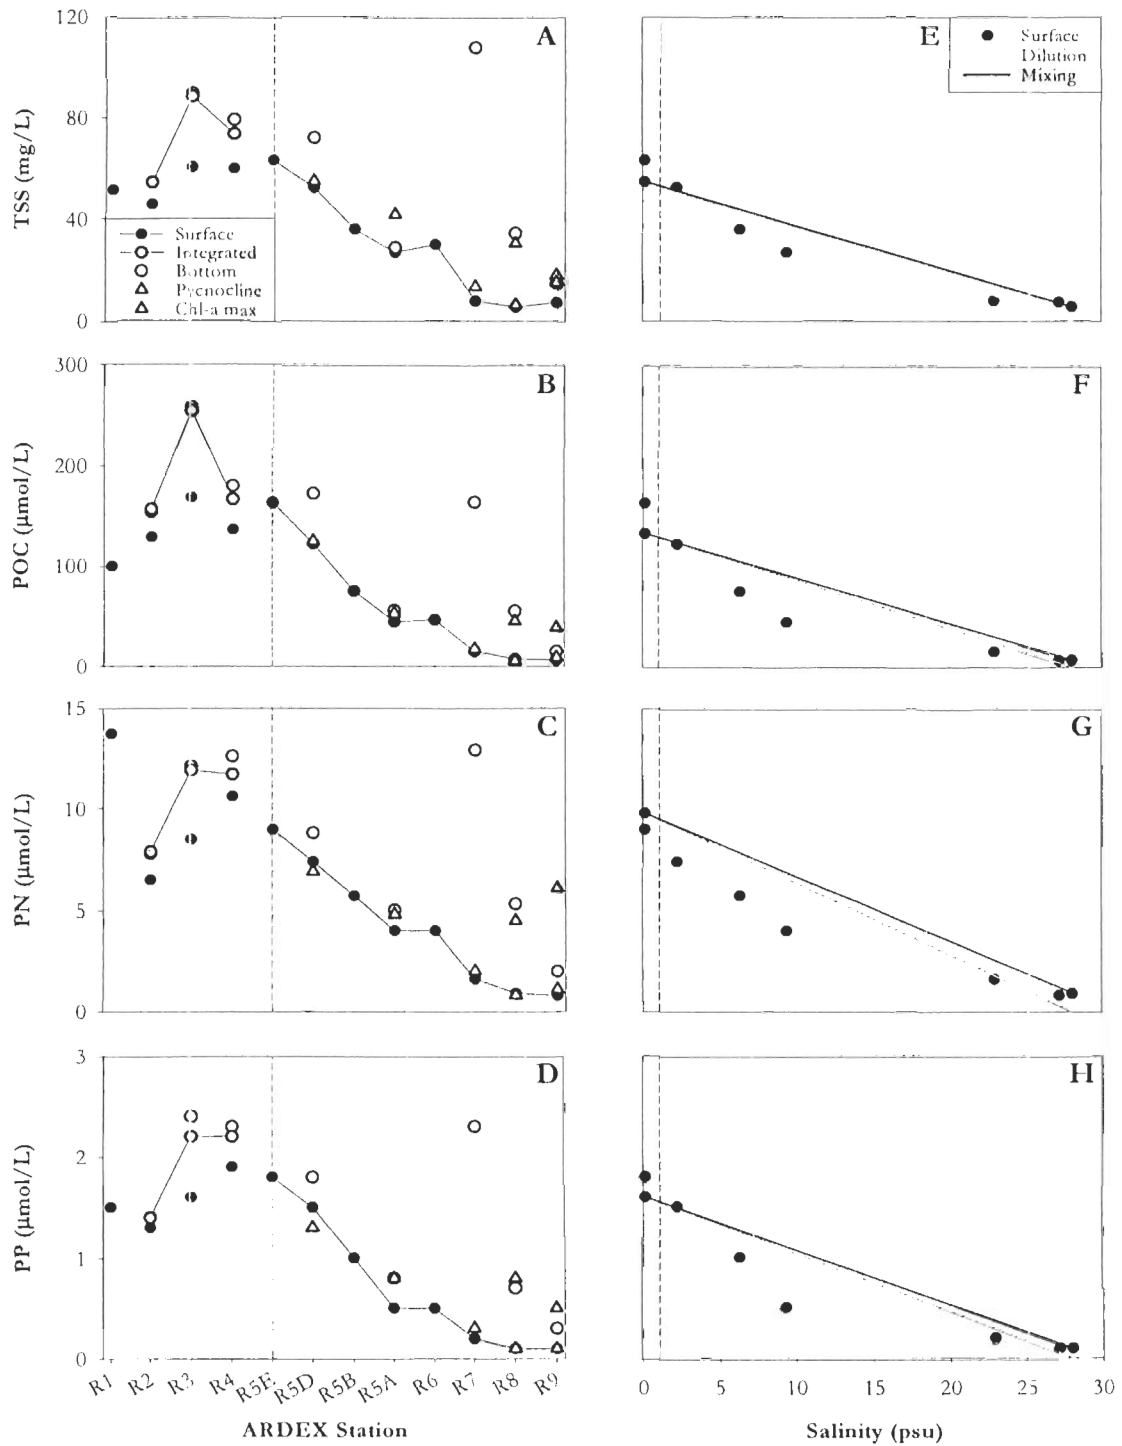 120
80
40
0
TSS (mg/L)
A
Surface
Integrated
Bottom
Pycnocline
Chl-a max
E
Surface
Dilution
Mixing
300
200
100
0
POC (µmol/L)
B
F
15
10
5
0
PN (µmol/L)
C
G
3
2
1
0
PP (µmol/L)
D
H
R1 R2 R3 R4 R5E R5D R5B R5A R6 R7 R8 R9
ARDEX Station
0 5 10 15 20 25 30
Salinity (psu)